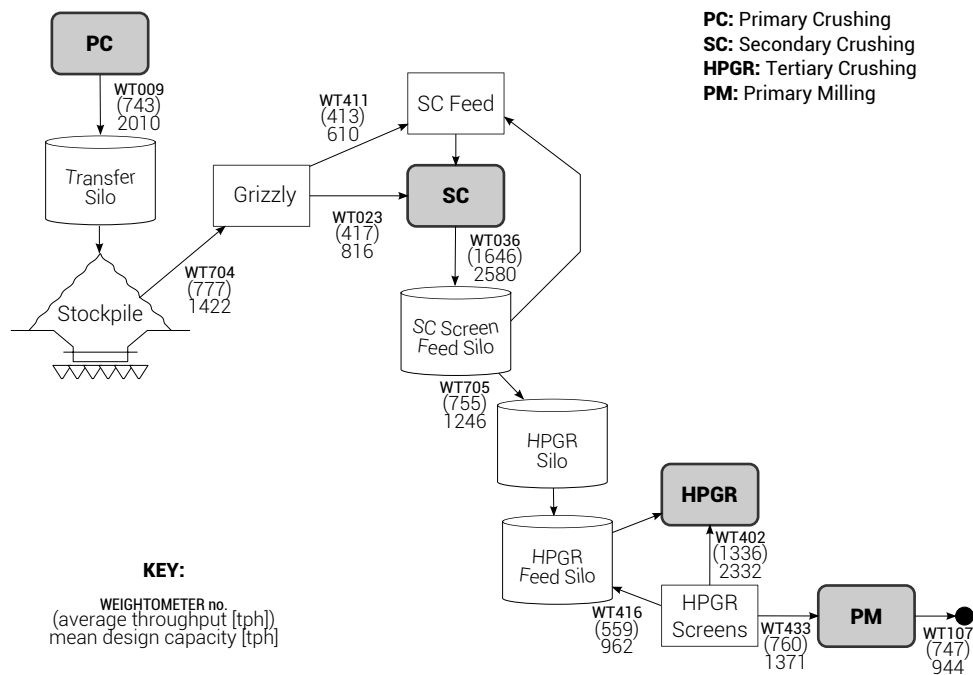 PC: Primary Crushing
SC: Secondary Crushing
HPGR: Tertiary Crushing
PM: Primary Milling
PC
WT009
(743)
2010
Transfer
Silo
Stockpile
WT704
(777)
1422
Grizzly
WT411
(413)
610
SC Feed
WT023
(417)
816
SC
WT036
(1646)
2580
SC Screen
Feed Silo
WT705
(755)
1246
HPGR
Silo
HPGR
Feed Silo
HPGR
WT402
(1336)
2332
WT416
(559)
962
HPGR
Screens
WT433
(760)
1371
PM
WT107
(747)
944
KEY:
WEIGHTOMETER no.
(average throughput [tph])
mean design capacity [tph]